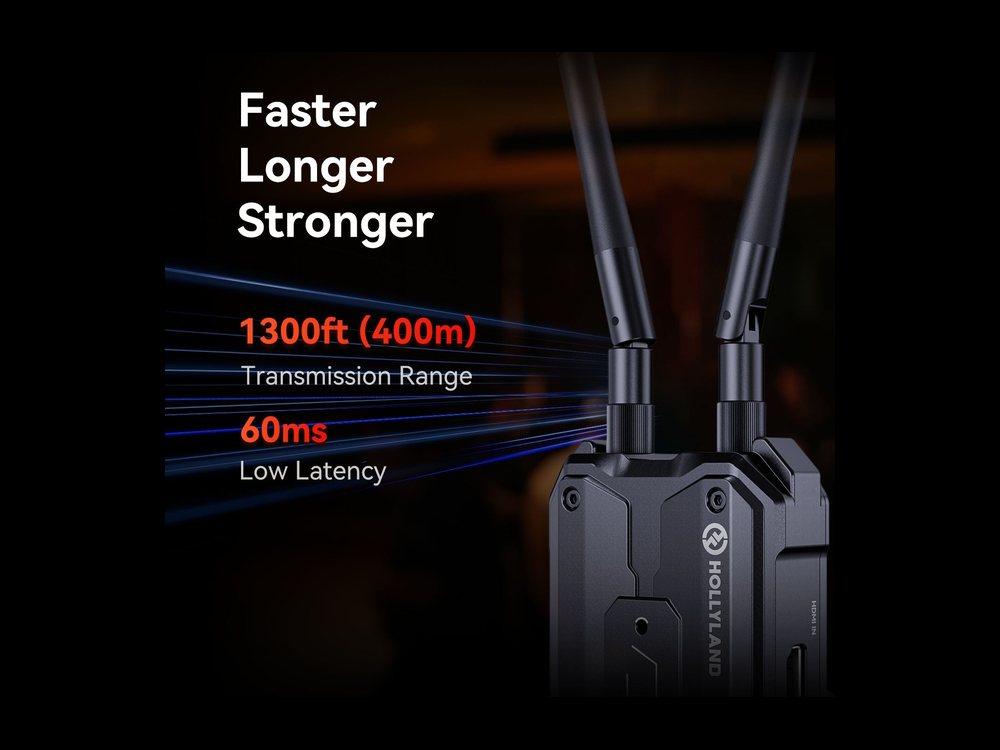 Faster
Longer
Stronger
1300ft (400m)
Transmission Range
60ms
Low Latency
HOLLYLAND
HDMI IN